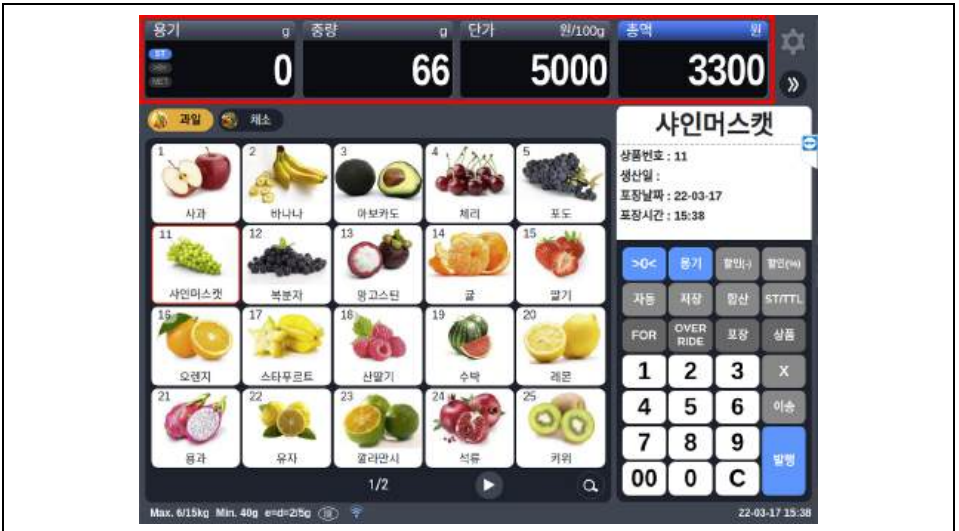 용기 g 중량 g 단가 원/100g 총액 원
ST
NET
0 66 5000 3300
과일 채소
샤인머스캣
상품번호 : 11
생산일 :
포장날짜 : 22-03-17
포장시간 : 15:38
1 2 3 4 5
사과 바나나 아보카도 체리 포도
11 12 13 14 15
샤인머스캣 복분자 망고스틴 귤 딸기
16 17 18 19 20
오렌지 스타푸르트 산딸기 수박 레몬
21 22 23 24 25
용과 유자 깔라만시 석류 키위
1/2
>0< 용기 할인(-) 할인(%)
자동 저장 합산 ST/TTL
FOR OVER RIDE 포장 상품
1 2 3 X
4 5 6 이송
7 8 9 발행
00 0 C
Max. 6/15kg Min. 40g e=d=2/5g
22-03-17 15:38